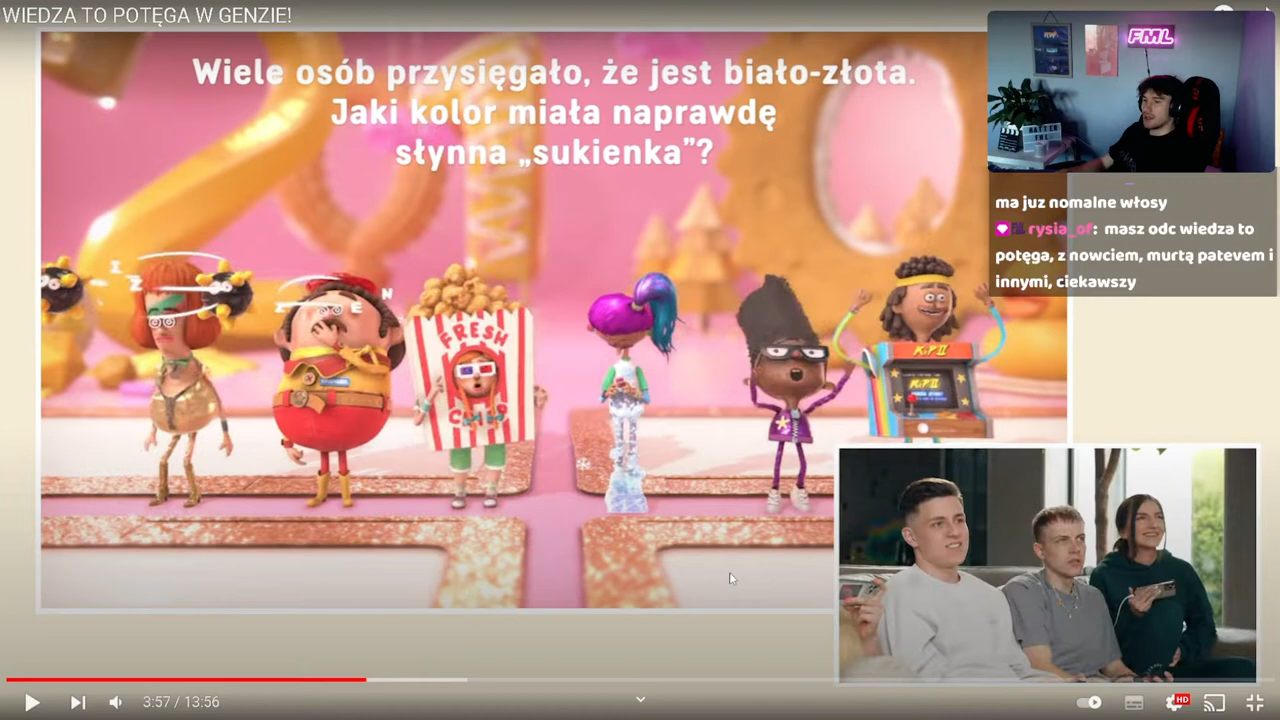 WIEDZA TO POTĘGA W GENZIE!
Wiele osób przysięgało, że jest biało-złota.
Jaki kolor miała naprawdę
słynna „sukienka”?
FML
ma juz nomalne włosy
rysia_of: masz odc wiedza to
potęga, z nowciem, murtą patevem i
innymi, ciekawszy
FRESH
3:57 / 13:56
HD